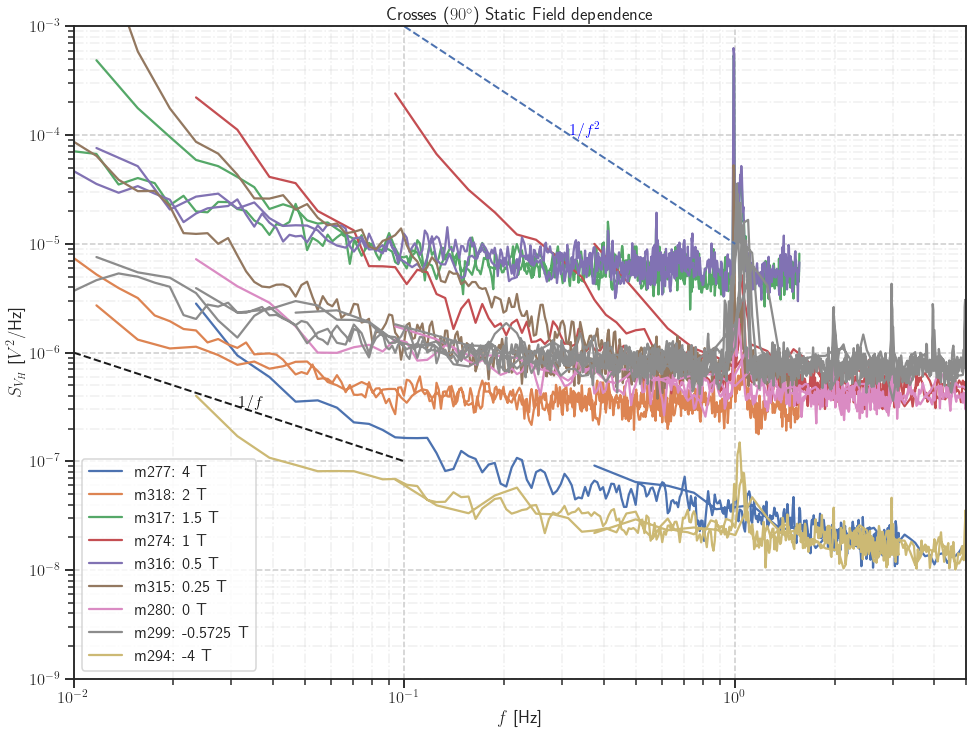 Crosses (90°) Static Field dependence
10⁻³
10⁻⁴
10⁻⁵
10⁻⁶
10⁻⁷
10⁻⁸
10⁻⁹
S_{V_H} [V²/Hz]
1/f²
1/f
m277: 4 T
m318: 2 T
m317: 1.5 T
m274: 1 T
m316: 0.5 T
m315: 0.25 T
m280: 0 T
m299: -0.5725 T
m294: -4 T
10⁻² 10⁻¹ 10⁰
f [Hz]